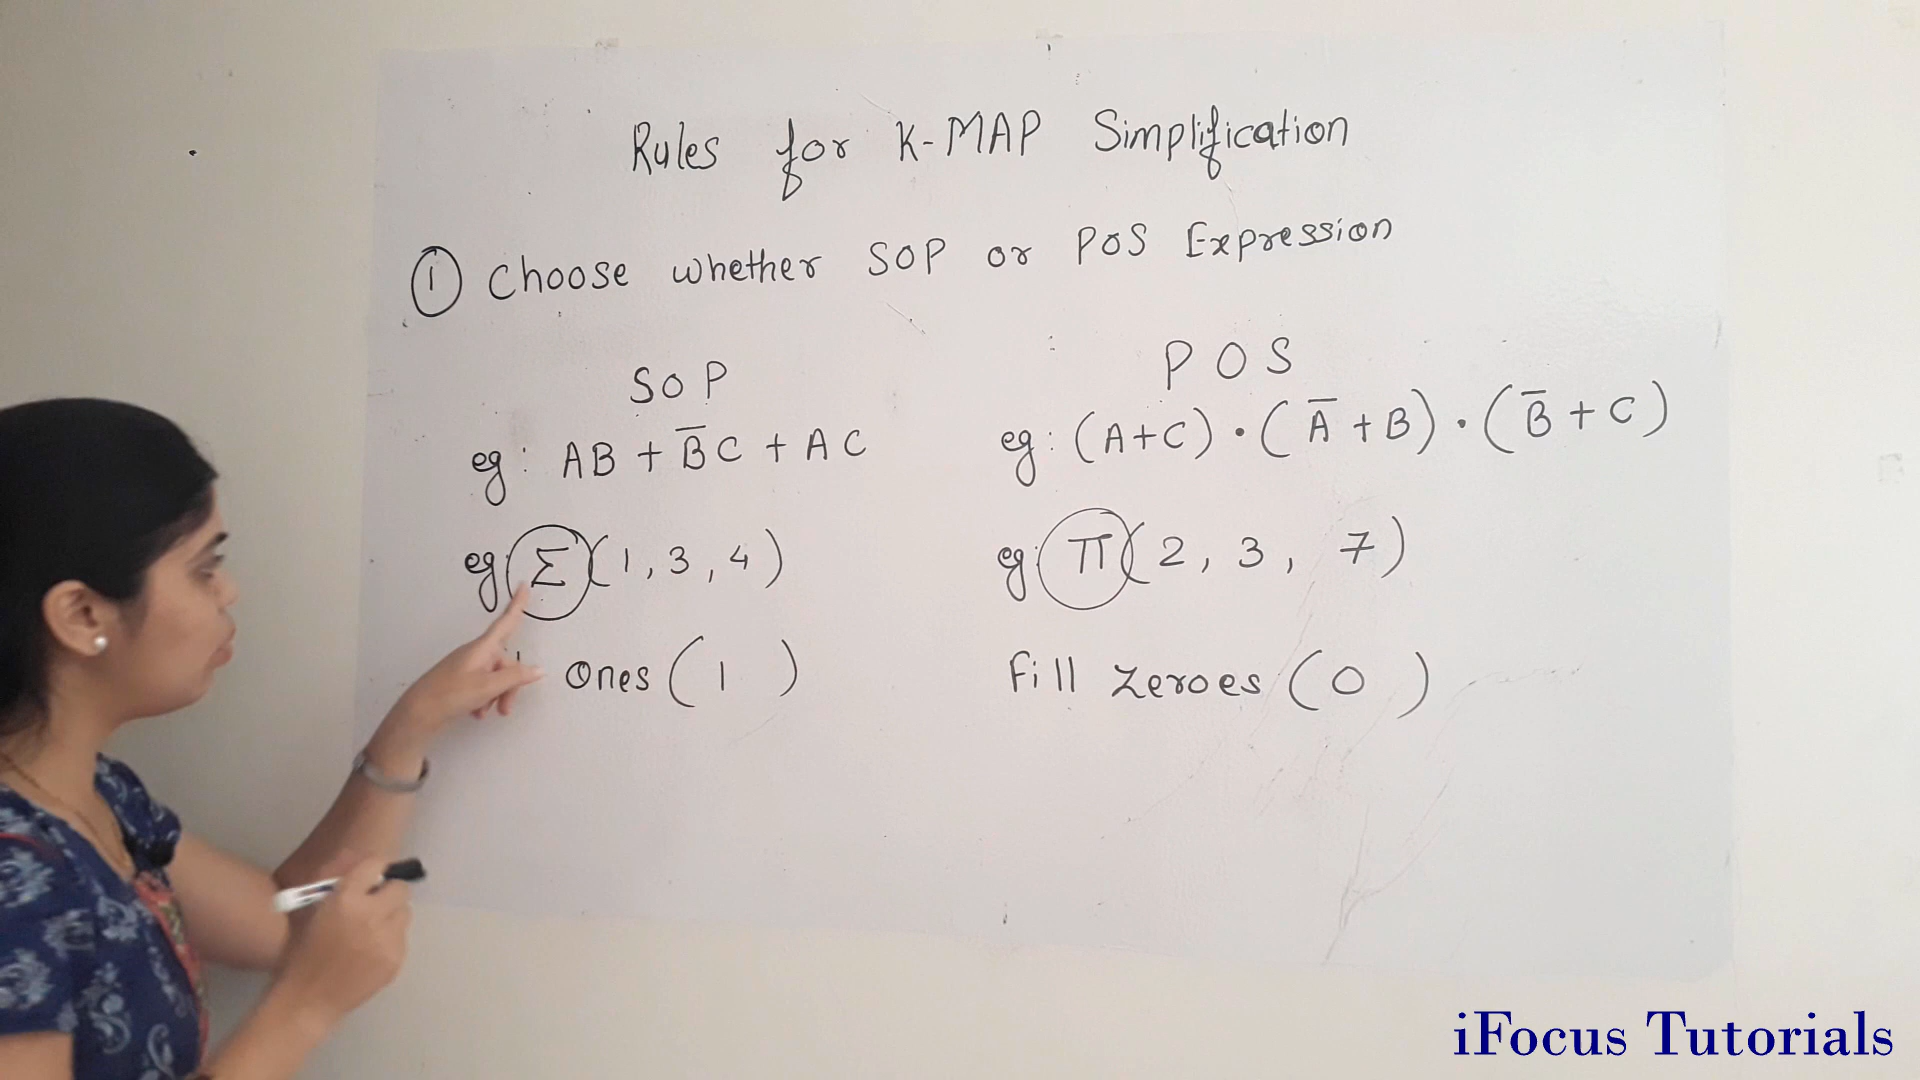 Rules for K-MAP Simplification
① Choose whether SOP or POS Expression
SOP
POS
eg: AB + B̅C + AC
eg: (A+C) · (A̅+B) · (B̅+C)
eg: Σ(1, 3, 4)
eg: Π(2, 3, 7)
Ones (1)
Fill Zeroes (0)
iFocus Tutorials